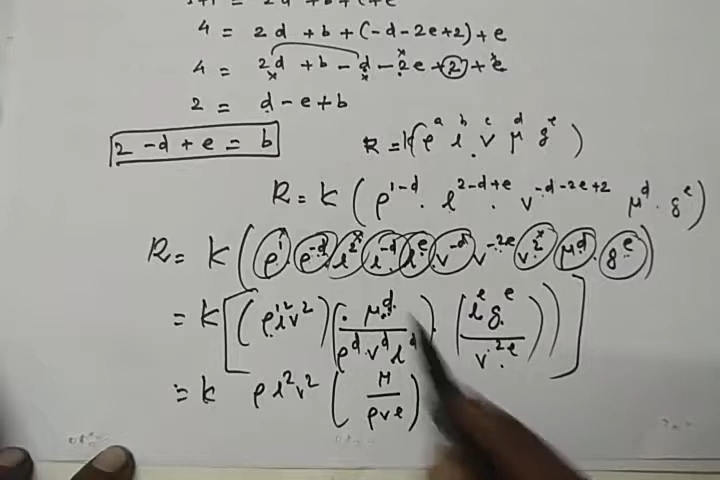 4 = 2d + b + (-d - 2e + 2) + e
4 = 2d + b - d - 2e + 2 + e
2 = d - e + b
2 - d + e = b
R = K(ρ^a l^b v^c μ^d g^e)
R = K (ρ^{1-d} · l^{2-d+e} · v^{-d-2e+2} μ^d · g^e)
R = K (ρ^1 ρ^{-d} l^2 l^{-d} l^e v^{-d} v^{-2e} v^2 μ^d g^e)
= K [(ρ l^2 v^2) (μ^d / ρ^d · v^d l^d) · (l^e g^e / v^{2e}))]
= K ρ l^2 v^2 (μ / ρ v l)